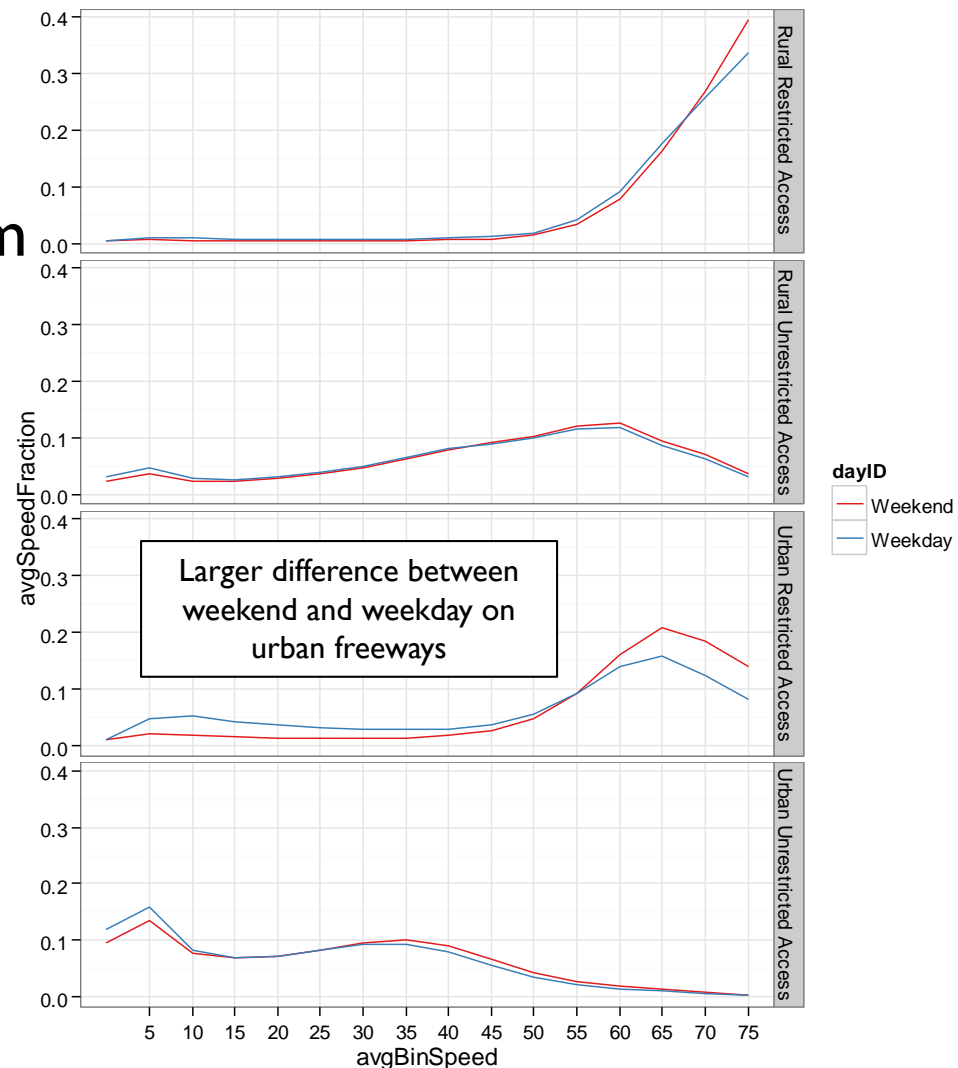 m
avgSpeedFraction
0.4
0.3
0.2
0.1
0.0
Rural Restricted Access
0.4
0.3
0.2
0.1
0.0
Rural Unrestricted Access
0.4
0.3
0.2
0.1
0.0
Larger difference between
weekend and weekday on
urban freeways
Urban Restricted Access
0.4
0.3
0.2
0.1
0.0
Urban Unrestricted Access
5 10 15 20 25 30 35 40 45 50 55 60 65 70 75
avgBinSpeed
dayID
Weekend
Weekday